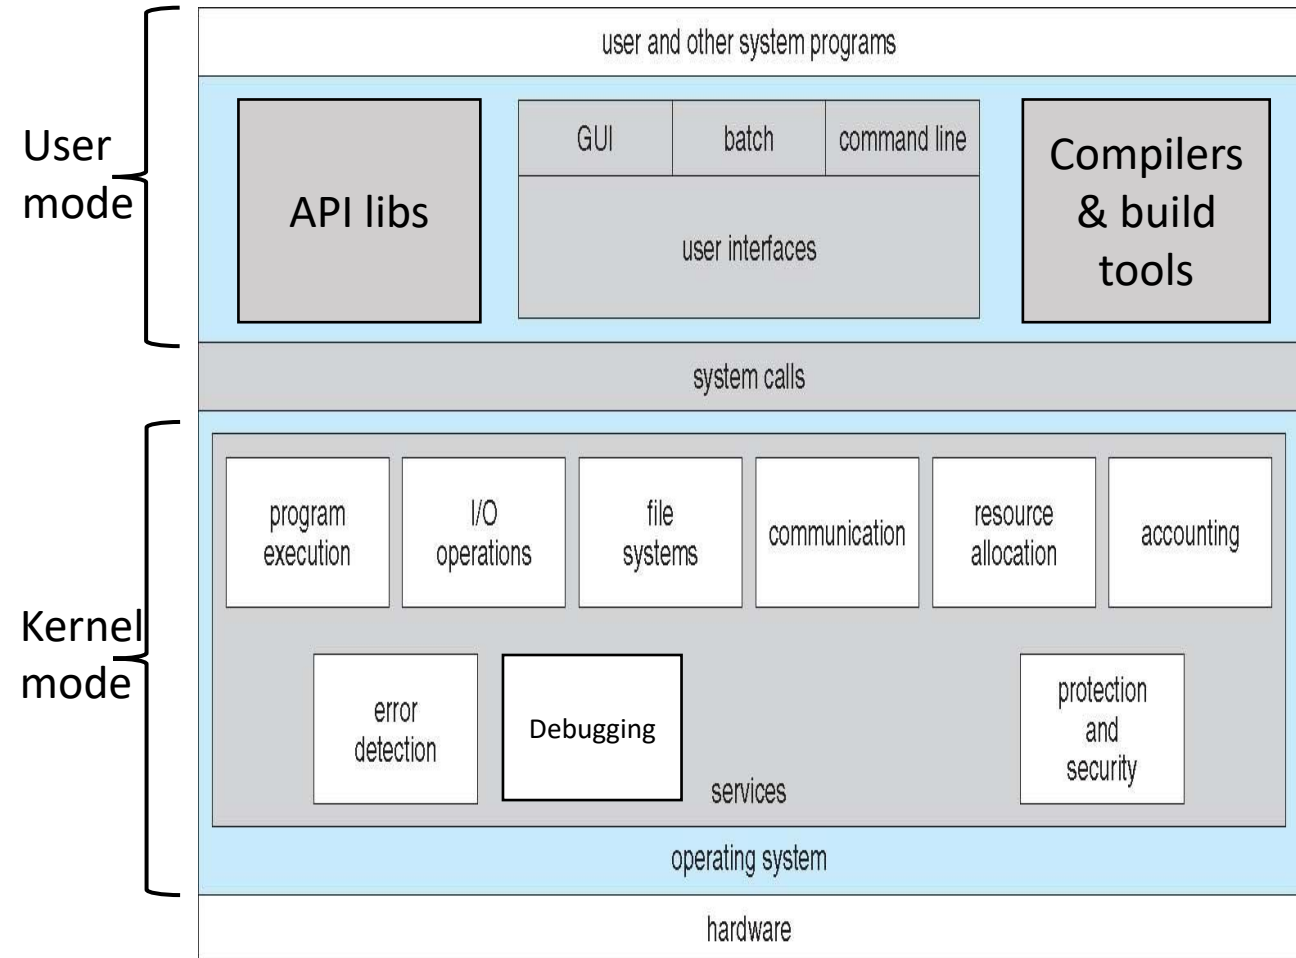 user and other system programs
User
mode
API libs
GUI
batch
command line
user interfaces
Compilers
& build
tools
system calls
Kernel
mode
program
execution
I/O
operations
file
systems
communication
resource
allocation
accounting
error
detection
Debugging
protection
and
security
services
operating system
hardware